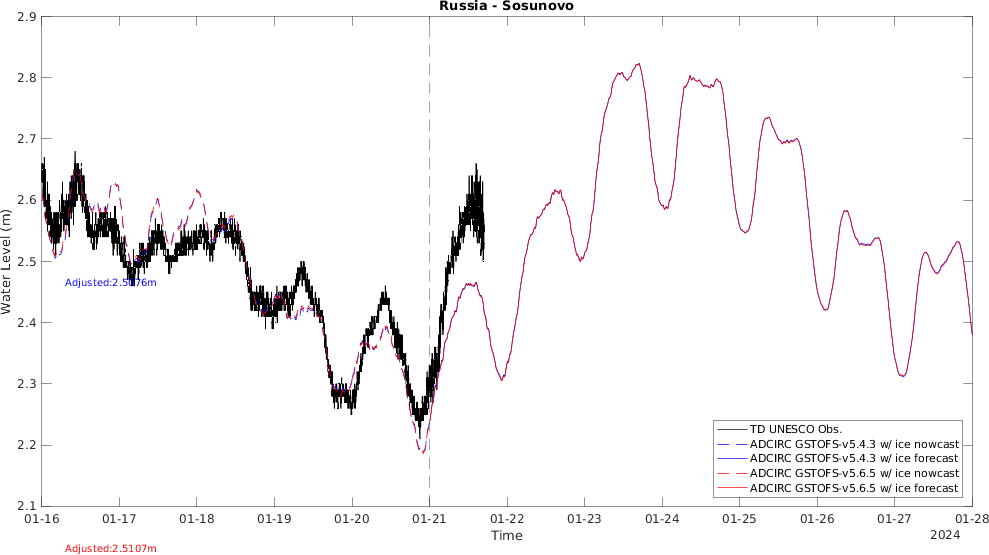 Russia - Sosunovo
2.9
2.8
2.7
2.6
2.5
2.4
2.3
2.2
2.1
Water Level (m)
Adjusted:2.5076m
TD UNESCO Obs.
ADCIRC GSTOFS-v5.4.3 w/ ice nowcast
ADCIRC GSTOFS-v5.4.3 w/ ice forecast
ADCIRC GSTOFS-v5.6.5 w/ ice nowcast
ADCIRC GSTOFS-v5.6.5 w/ ice forecast
01-16 01-17 01-18 01-19 01-20 01-21 01-22 01-23 01-24 01-25 01-26 01-27 01-28
Time
2024
Adjusted:2.5107m